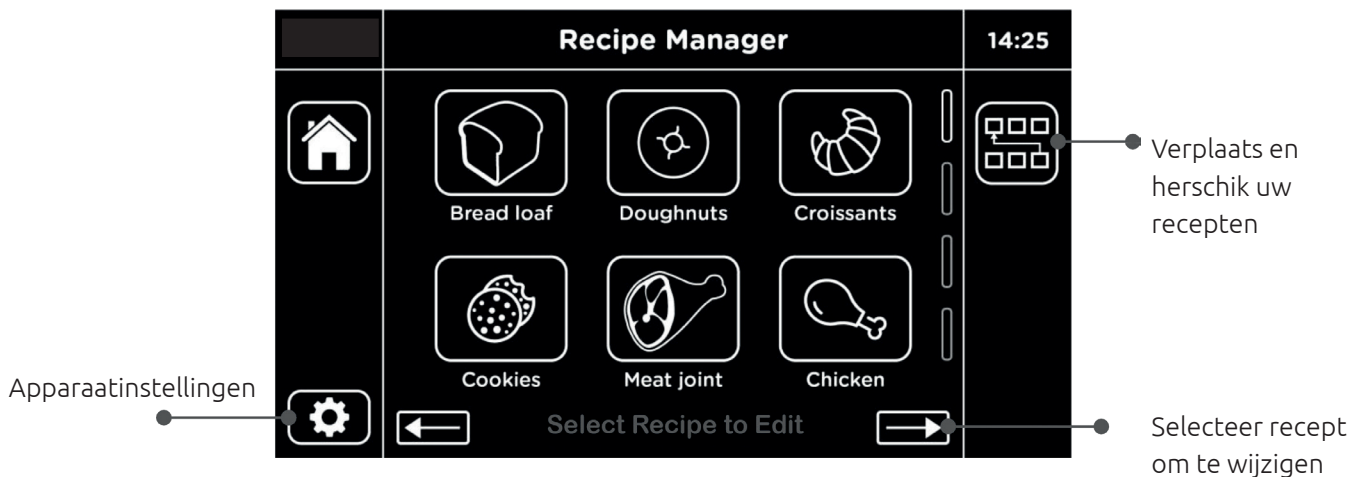 Recipe Manager
14:25
Bread loaf
Doughnuts
Croissants
Verplaats en
herschik uw
recepten
Cookies
Meat joint
Chicken
Apparaatinstellingen
Select Recipe to Edit
Selecteer recept
om te wijzigen